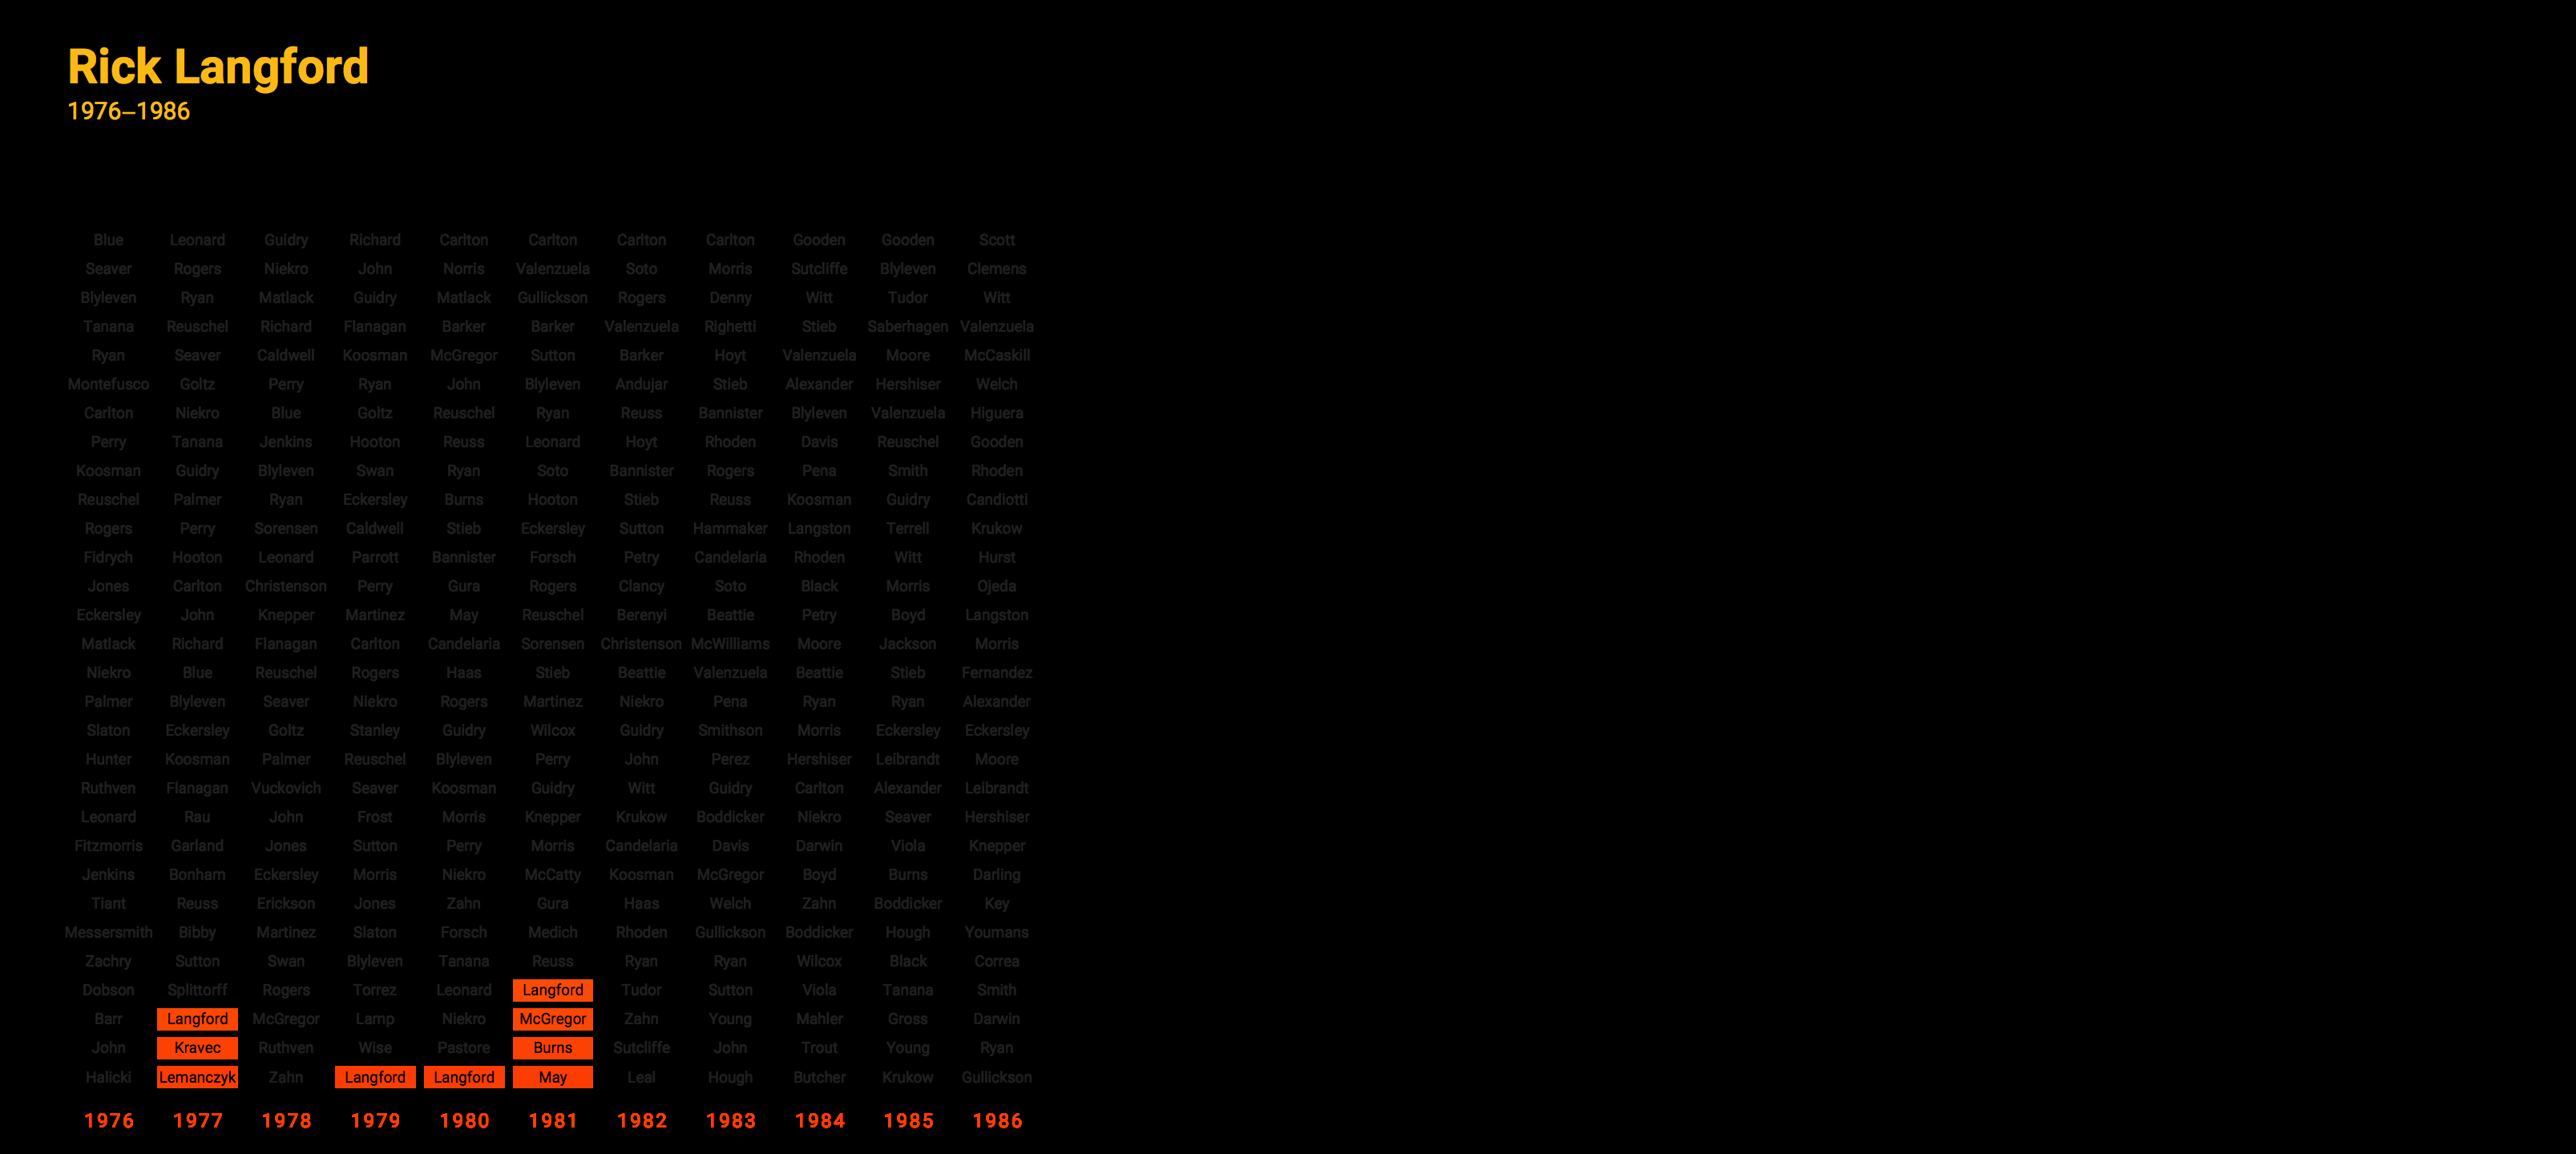 Rick Langford
1976–1986
Blue Leonard Guidry Richard Carlton Carlton Carlton Carlton Gooden Gooden Scott
Seaver Rogers Niekro John Norris Valenzuela Soto Morris Sutcliffe Blyleven Clemens
Blyleven Ryan Matlack Guidry Matlack Gullickson Rogers Denny Witt Tudor Witt
Tanana Reuschel Richard Flanagan Barker Barker Valenzuela Righetti Stieb Saberhagen Valenzuela
Ryan Seaver Caldwell Koosman McGregor Sutton Barker Hoyt Valenzuela Moore McCaskill
Montefusco Goltz Perry Ryan John Blyleven Andujar Stieb Alexander Hershiser Welch
Carlton Niekro Blue Goltz Reuschel Ryan Reuss Bannister Blyleven Valenzuela Higuera
Perry Tanana Jenkins Hooton Reuss Leonard Hoyt Rhoden Davis Reuschel Gooden
Koosman Guidry Blyleven Swan Ryan Soto Bannister Rogers Pena Smith Rhoden
Reuschel Palmer Ryan Eckersley Burns Hooton Stieb Reuss Koosman Guidry Candiotti
Rogers Perry Sorensen Caldwell Stieb Eckersley Sutton Hammaker Langston Terrell Krukow
Fidrych Hooton Leonard Parrott Bannister Forsch Petry Candelaria Rhoden Witt Hurst
Jones Carlton Christenson Perry Gura Rogers Clancy Soto Black Morris Ojeda
Eckersley John Knepper Martinez May Reuschel Berenyi Beattie Petry Boyd Langston
Matlack Richard Flanagan Carlton Candelaria Sorensen Christenson McWilliams Moore Jackson Morris
Niekro Blue Reuschel Rogers Haas Stieb Beattie Valenzuela Beattie Stieb Fernandez
Palmer Blyleven Seaver Niekro Rogers Martinez Niekro Pena Ryan Ryan Alexander
Slaton Eckersley Goltz Stanley Guidry Wilcox Guidry Smithson Morris Eckersley Eckersley
Hunter Koosman Palmer Reuschel Blyleven Perry John Perez Hershiser Leibrandt Moore
Ruthven Flanagan Vuckovich Seaver Koosman Guidry Witt Guidry Carlton Alexander Leibrandt
Leonard Rau John Frost Morris Knepper Krukow Boddicker Niekro Seaver Hershiser
Fitzmorris Garland Jones Sutton Perry Morris Candelaria Davis Darwin Viola Knepper
Jenkins Bonham Eckersley Morris Niekro McCatty Koosman McGregor Boyd Burns Darling
Tiant Reuss Erickson Jones Zahn Gura Haas Welch Zahn Boddicker Key
Messersmith Bibby Martinez Slaton Forsch Medich Rhoden Gullickson Boddicker Hough Youmans
Zachry Sutton Swan Blyleven Tanana Reuss Ryan Ryan Wilcox Black Correa
Dobson Splittorff Rogers Torrez Leonard Langford Tudor Sutton Viola Tanana Smith
Barr Langford McGregor Lamp Niekro McGregor Zahn Young Mahler Gross Darwin
John Kravec Ruthven Wise Pastore Burns Sutcliffe John Trout Young Ryan
Halicki Lemanczyk Zahn Langford Langford May Leal Hough Butcher Krukow Gullickson
1976 1977 1978 1979 1980 1981 1982 1983 1984 1985 1986